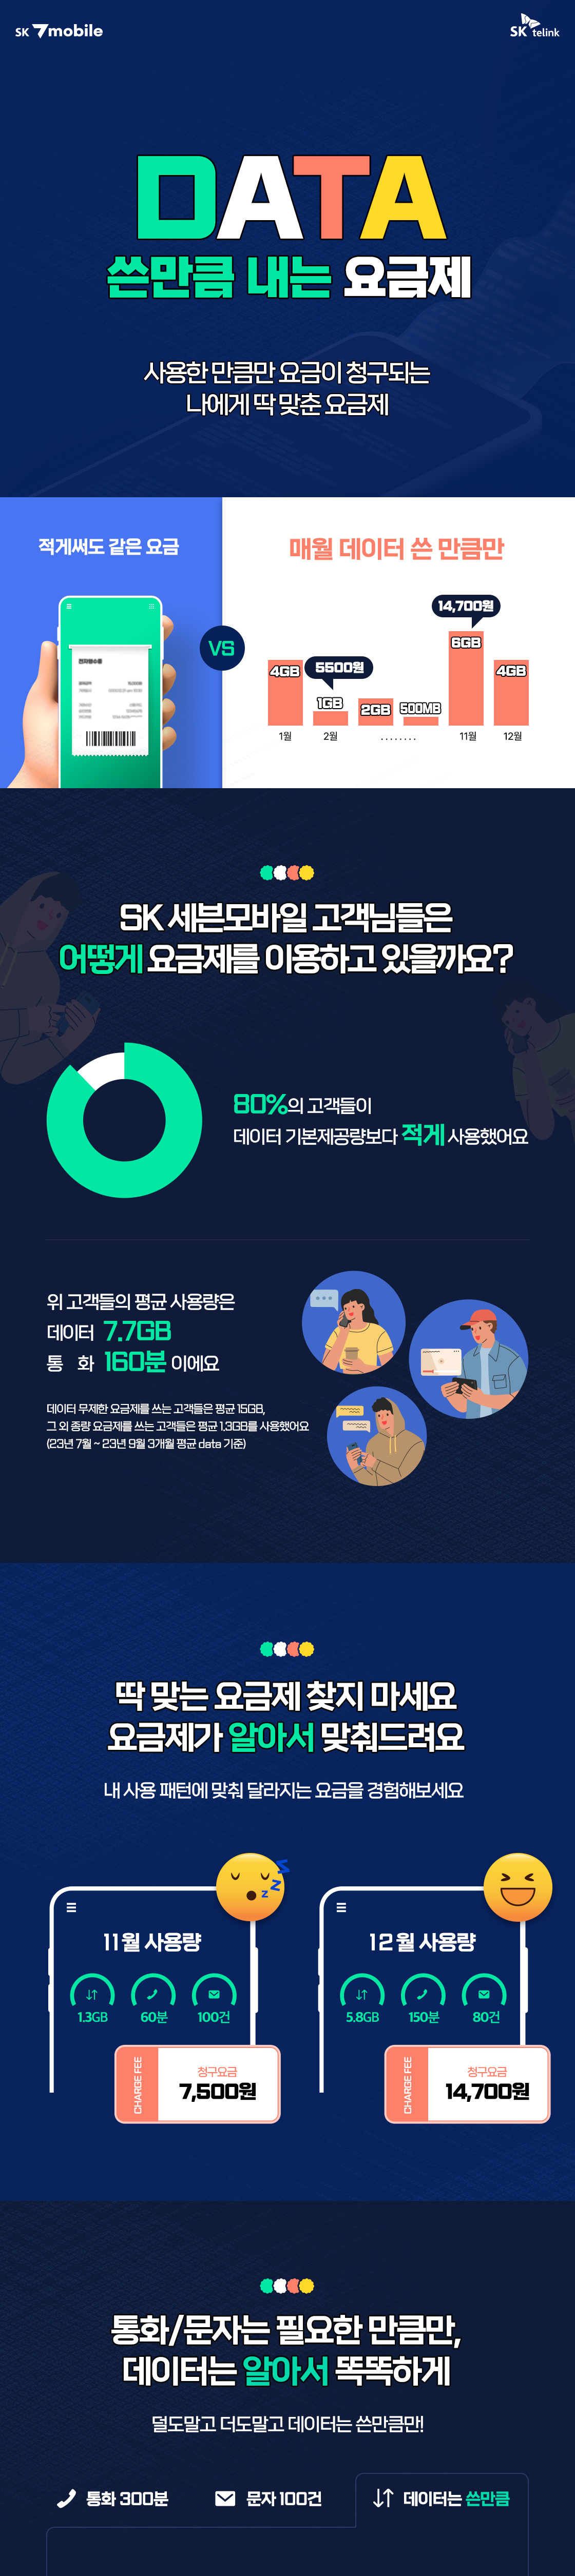 SK 7mobile
SK telink
DATA
쓴만큼 내는 요금제
사용한 만큼만 요금이 청구되는
나에게 딱 맞춘 요금제
적게써도 같은 요금
매월 데이터 쓴 만큼만
전자영수증
VS
14,700원
5500원
4GB
1GB
2GB
500MB
6GB
4GB
1월
2월
........
11월
12월
SK 세븐모바일 고객님들은
어떻게 요금제를 이용하고 있을까요?
80%의 고객들이
데이터 기본제공량보다 적게 사용했어요
위 고객들의 평균 사용량은
데이터 7.7GB
통 화 160분 이에요
데이터 무제한 요금제를 쓰는 고객들은 평균 15GB,
그 외 종량 요금제를 쓰는 고객들은 평균 1.3GB를 사용했어요
(23년 7월 ~ 23년 9월 3개월 평균 data 기준)
딱 맞는 요금제 찾지 마세요
요금제가 알아서 맞춰드려요
내 사용 패턴에 맞춰 달라지는 요금을 경험해보세요
z z z
11월 사용량
1.3GB
60분
100건
CHARGE FEE
청구요금
7,500원
12월 사용량
5.8GB
150분
80건
CHARGE FEE
청구요금
14,700원
통화/문자는 필요한 만큼만,
데이터는 알아서 똑똑하게
덜도말고 더도말고 데이터는 쓴만큼만!
통화 300분
문자 100건
데이터는 쓴만큼